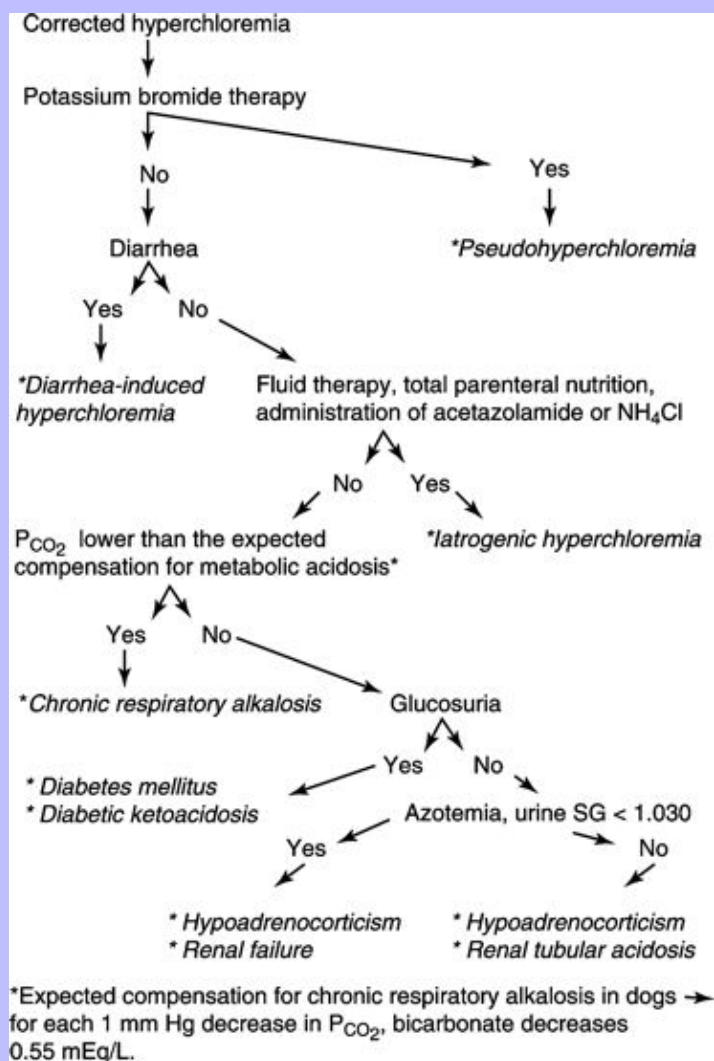 Corrected hyperchloremia
Potassium bromide therapy
No
Yes
Diarrhea
*Pseudohyperchloremia
Yes
No
*Diarrhea-induced
hyperchloremia
Fluid therapy, total parenteral nutrition,
administration of acetazolamide or NH4Cl
No
Yes
PCO2 lower than the expected
compensation for metabolic acidosis*
*Iatrogenic hyperchloremia
Yes
No
*Chronic respiratory alkalosis
Glucosuria
Yes
No
* Diabetes mellitus
* Diabetic ketoacidosis
Azotemia, urine SG < 1.030
Yes
No
* Hypoadrenocorticism
* Renal failure
* Hypoadrenocorticism
* Renal tubular acidosis
*Expected compensation for chronic respiratory alkalosis in dogs →
for each 1 mm Hg decrease in PCO2, bicarbonate decreases
0.55 mEq/L.